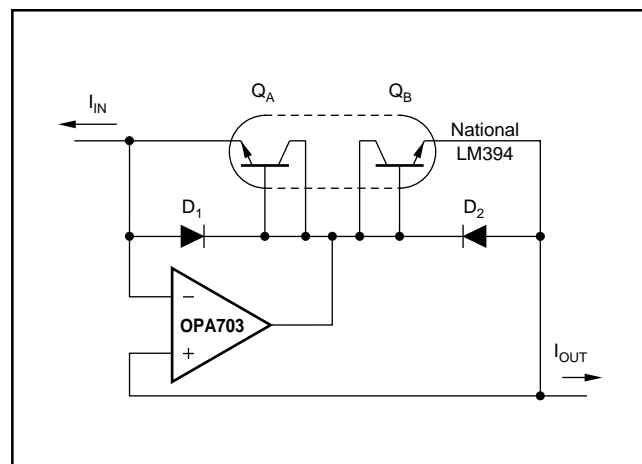 I_IN
Q_A
Q_B
National
LM394
D_1
D_2
−
OPA703
+
I_OUT